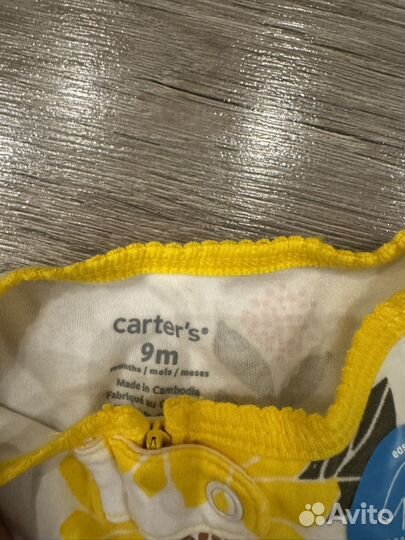 carter's®
9m
months / mois / meses
Made in Cambodia
Fabriqué au
Avito